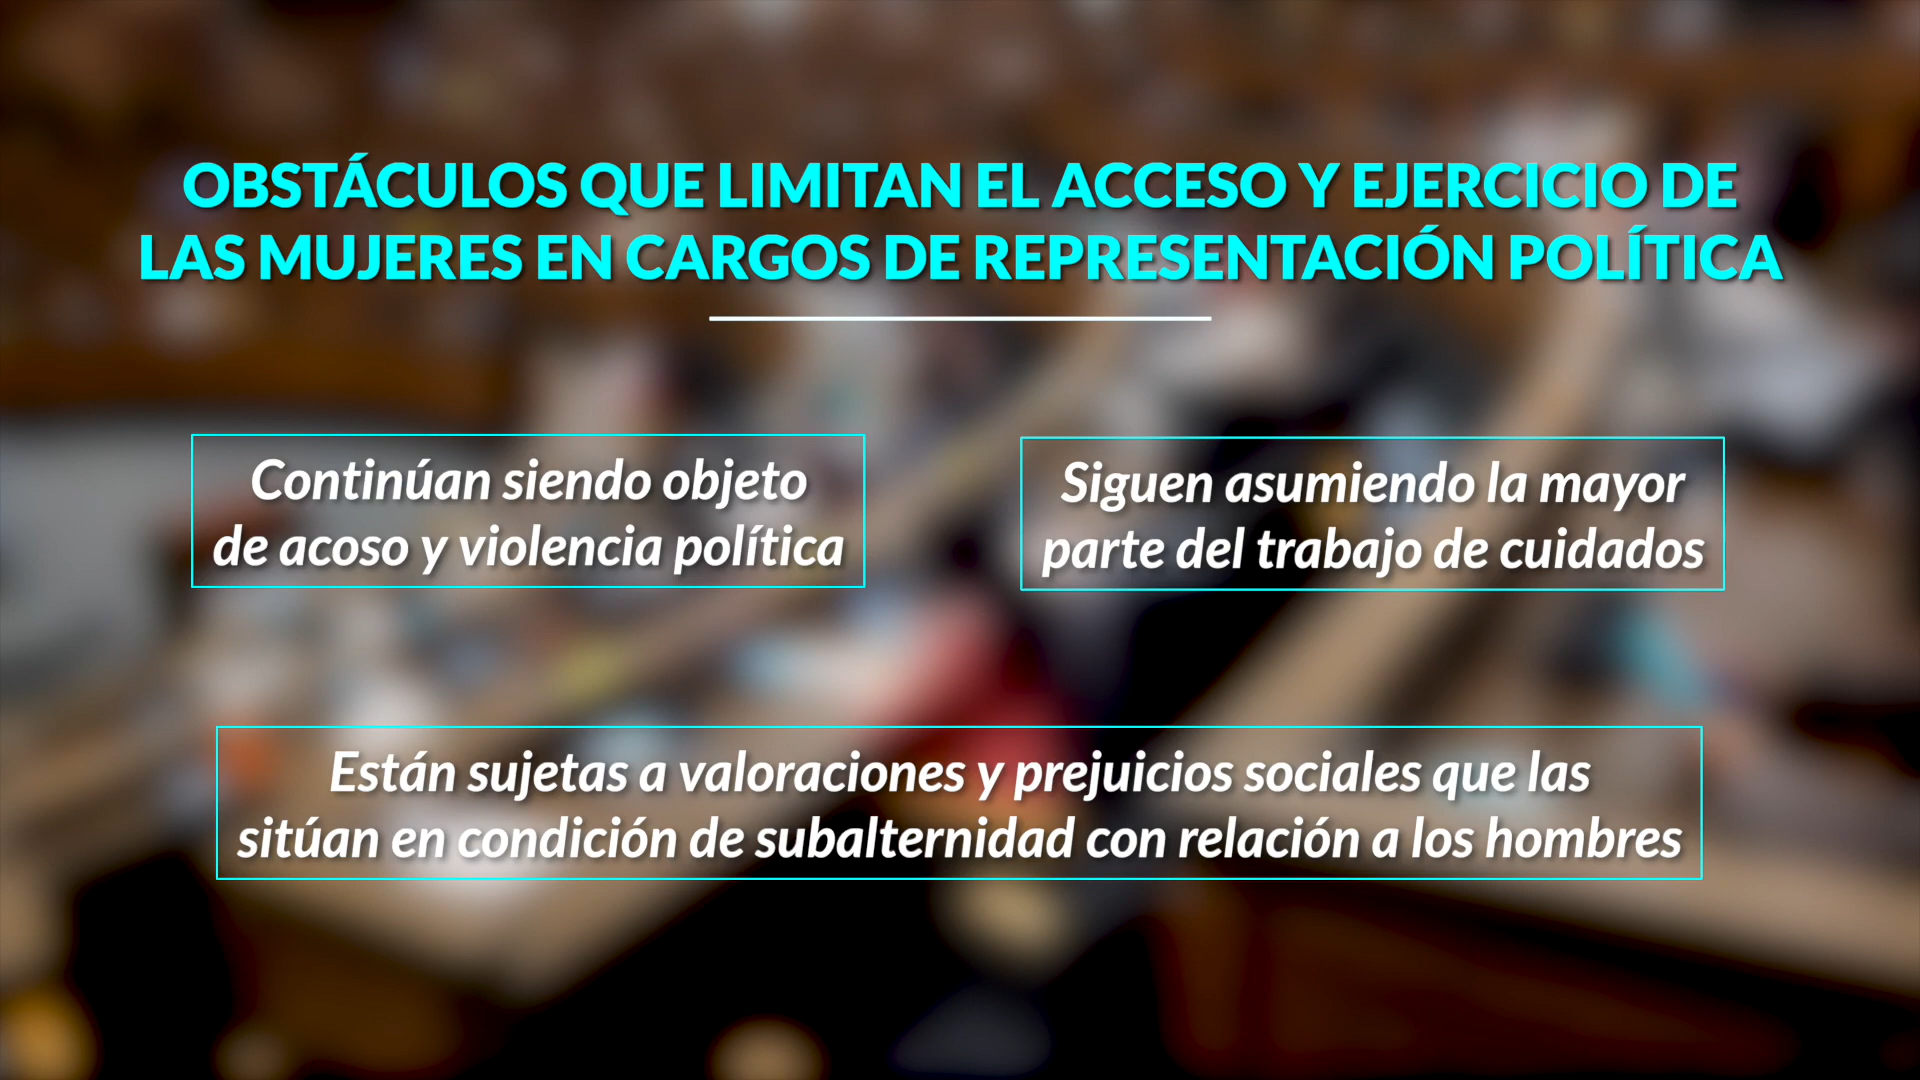 OBSTÁCULOS QUE LIMITAN EL ACCESO Y EJERCICIO DE
LAS MUJERES EN CARGOS DE REPRESENTACIÓN POLÍTICA
Continúan siendo objeto
de acoso y violencia política
Siguen asumiendo la mayor
parte del trabajo de cuidados
Están sujetas a valoraciones y prejuicios sociales que las
sitúan en condición de subalternidad con relación a los hombres